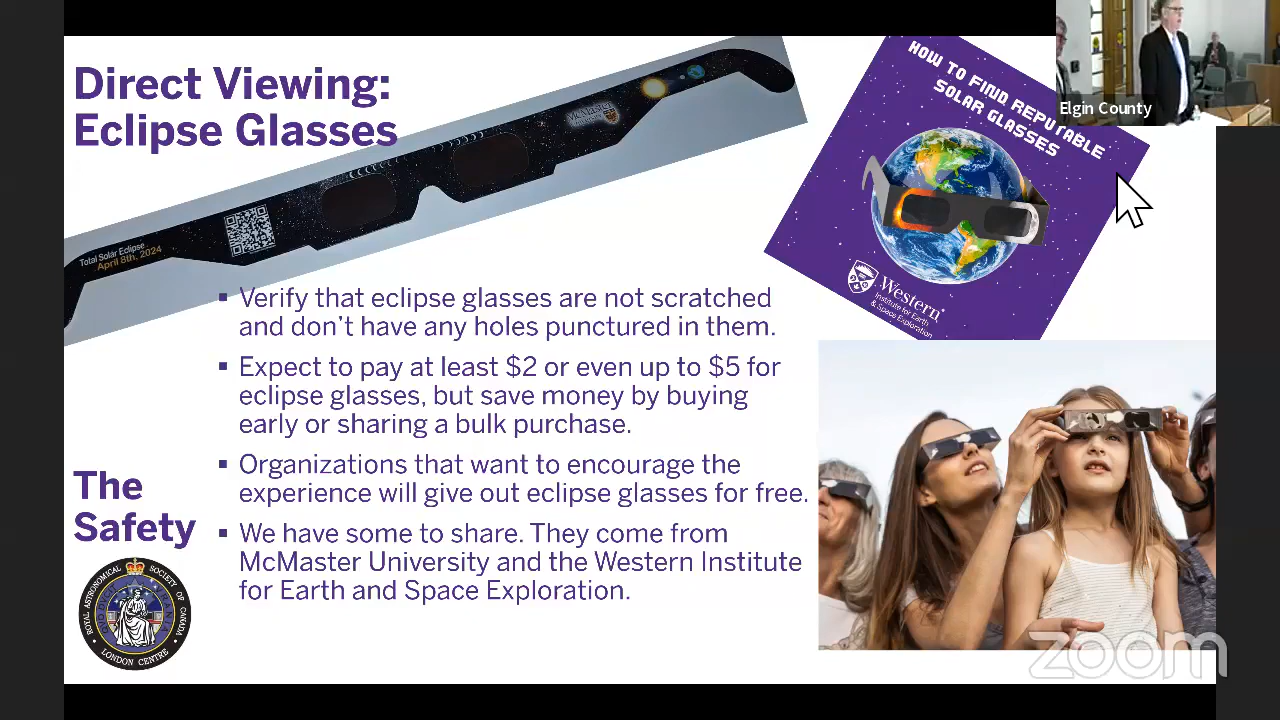 Direct Viewing:
Eclipse Glasses
Total Solar Eclipse
April 8th, 2024
McMaster
HOW TO FIND REPUTABLE
SOLAR GLASSES
Western
Institute for Earth
& Space Exploration
Elgin County
▪ Verify that eclipse glasses are not scratched
and don't have any holes punctured in them.
▪ Expect to pay at least $2 or even up to $5 for
eclipse glasses, but save money by buying
early or sharing a bulk purchase.
▪ Organizations that want to encourage the
experience will give out eclipse glasses for free.
▪ We have some to share. They come from
McMaster University and the Western Institute
for Earth and Space Exploration.
The
Safety
ROYAL ASTRONOMICAL SOCIETY OF CANADA
LONDON CENTRE
zoom